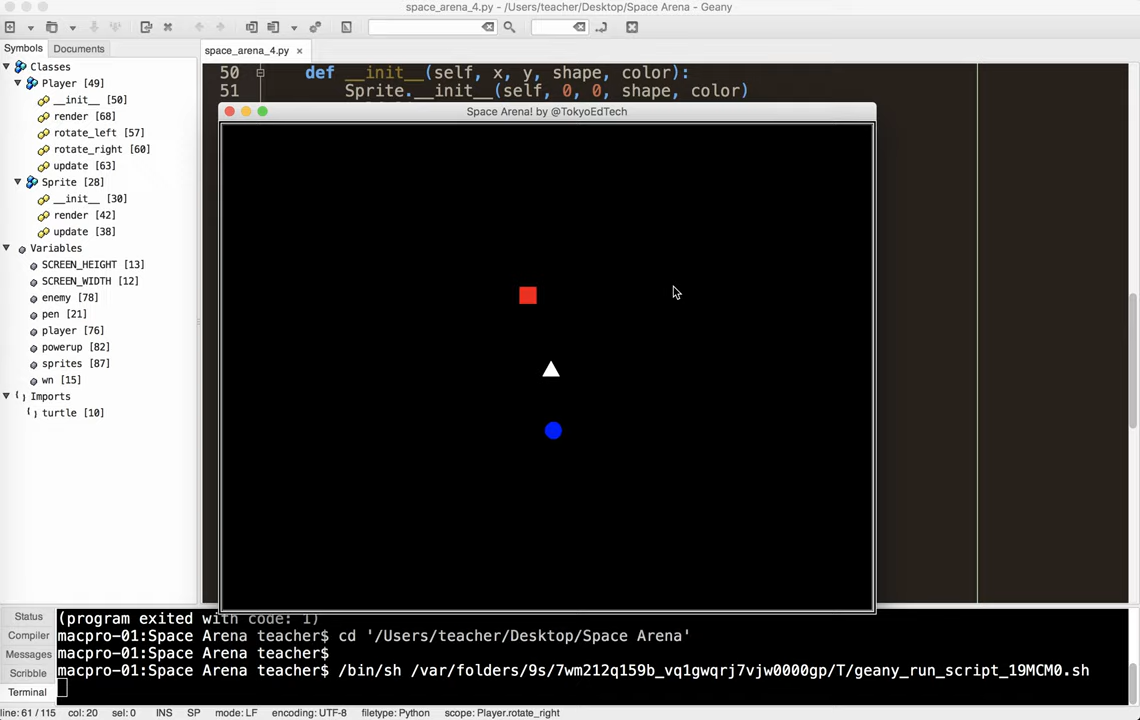 space_arena_4.py - /Users/teacher/Desktop/Space Arena - Geany
Symbols Documents
space_arena_4.py ×
Classes
Player [49]
__init__ [50]
render [68]
rotate_left [57]
rotate_right [60]
update [63]
Sprite [28]
__init__ [30]
render [42]
update [38]
Variables
SCREEN_HEIGHT [13]
SCREEN_WIDTH [12]
enemy [78]
pen [21]
player [76]
powerup [82]
sprites [87]
wn [15]
Imports
turtle [10]
50 def __init__(self, x, y, shape, color):
51 Sprite.__init__(self, 0, 0, shape, color)
Space Arena! by @TokyoEdTech
Status
Compiler
Messages
Scribble
Terminal
(program exited with code: 1)
macpro-01:Space Arena teacher$ cd '/Users/teacher/Desktop/Space Arena'
macpro-01:Space Arena teacher$
macpro-01:Space Arena teacher$ /bin/sh /var/folders/9s/7wm212q159b_vq1gwqrj7vjw0000gp/T/geany_run_script_19MCM0.sh
line: 61 / 115 col: 20 sel: 0 INS SP mode: LF encoding: UTF-8 filetype: Python scope: Player.rotate_right